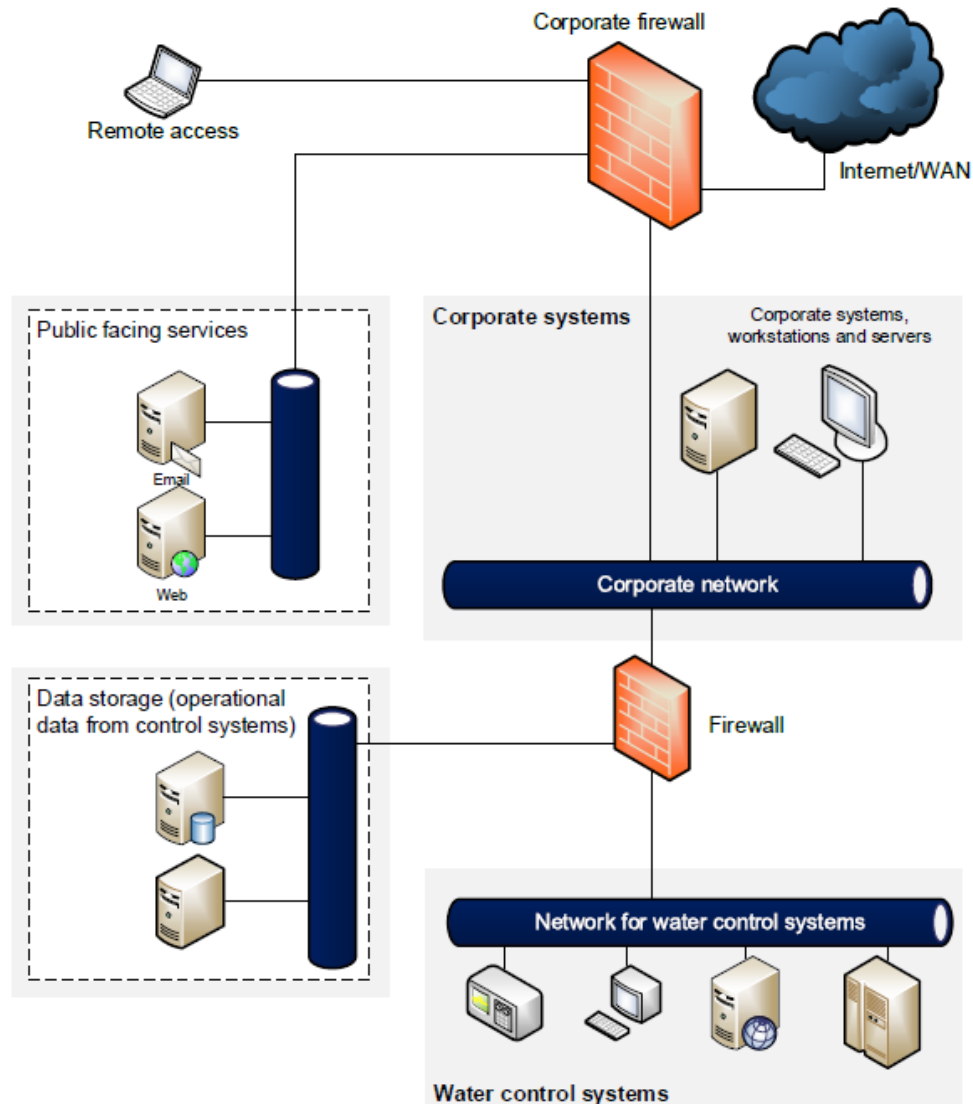 Corporate firewall
Remote access
Internet/WAN
Public facing services
Email
Web
Corporate systems
Corporate systems,
workstations and servers
Corporate network
Data storage (operational
data from control systems)
Firewall
Network for water control systems
Water control systems